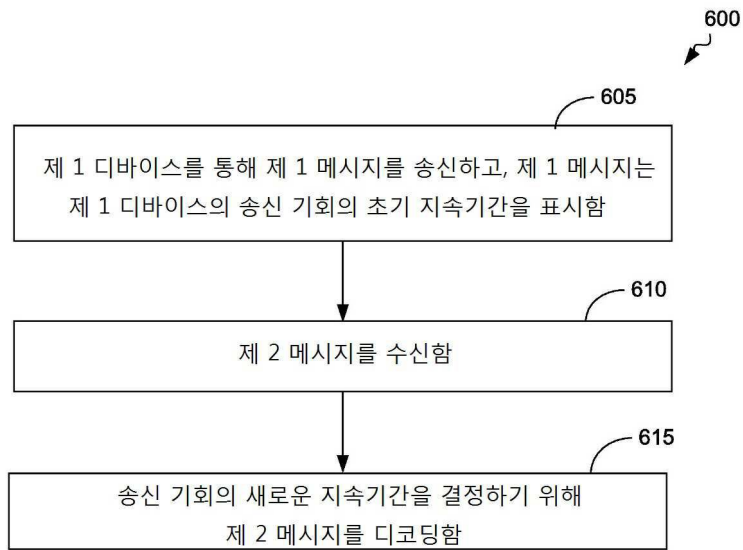 600
605
제 1 디바이스를 통해 제 1 메시지를 송신하고, 제 1 메시지는
제 1 디바이스의 송신 기회의 초기 지속기간을 표시함
610
제 2 메시지를 수신함
615
송신 기회의 새로운 지속기간을 결정하기 위해
제 2 메시지를 디코딩함